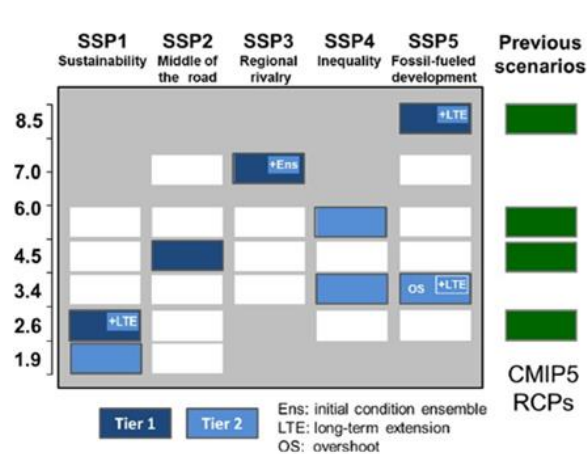 SSP1 SSP2 SSP3 SSP4 SSP5 Previous
Sustainability Middle of Regional Inequality Fossil-fueled scenarios
the road rivalry development
8.5 +LTE
7.0 +Ens
6.0
4.5
3.4 OS +LTE
2.6 +LTE
1.9
CMIP5
RCPs
Tier 1 Tier 2
Ens: initial condition ensemble
LTE: long-term extension
OS: overshoot